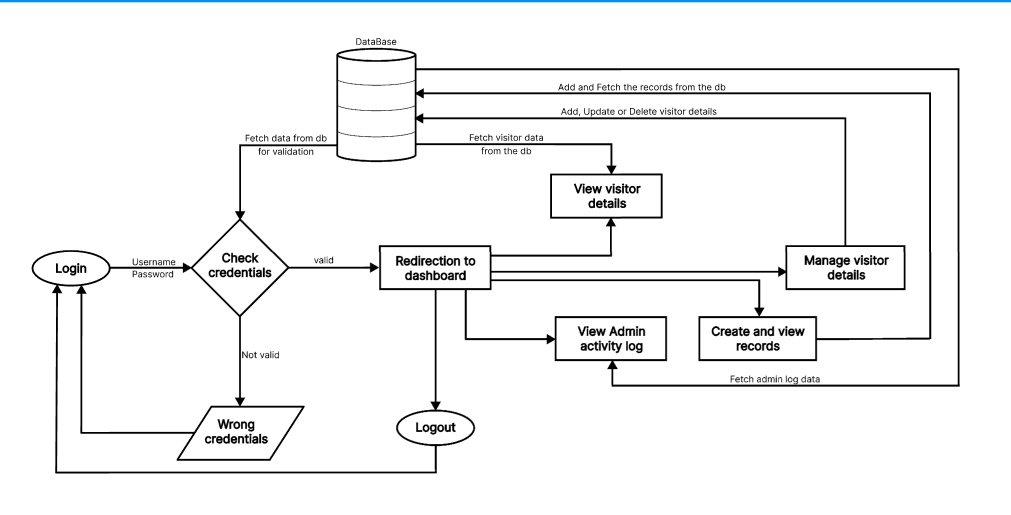 DataBase
Add and Fetch the records from the db
Add, Update or Delete visitor details
Fetch data from db
for validation
Fetch visitor data
from the db
View visitor
details
Login
Username
Password
Check
credentials
valid
Redirection to
dashboard
Manage visitor
details
View Admin
activity log
Create and view
records
Not valid
Fetch admin log data
Wrong
credentials
Logout